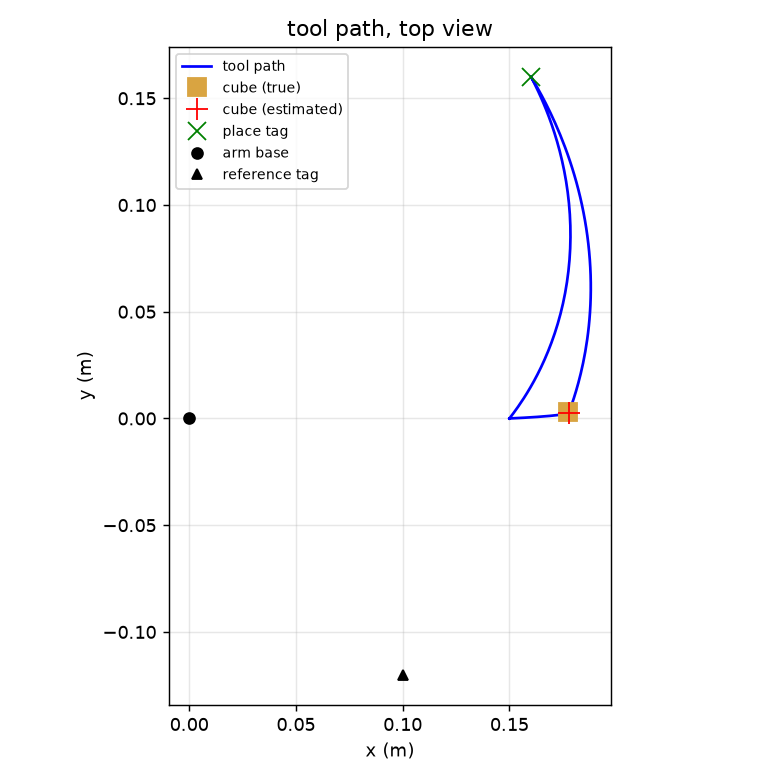 tool path, top view
tool path
cube (true)
cube (estimated)
place tag
arm base
reference tag
0.15
0.10
0.05
0.00
−0.05
−0.10
y (m)
0.00 0.05 0.10 0.15
x (m)